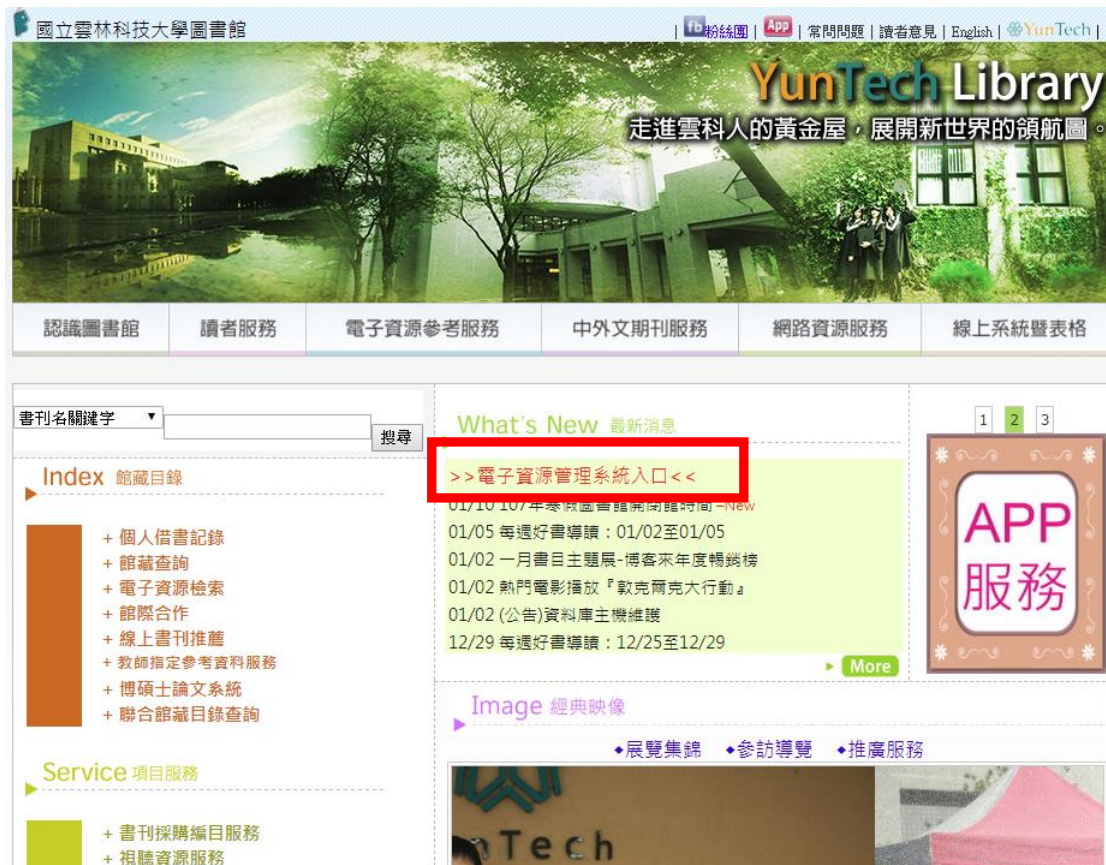 國立雲林科技大學圖書館
| fb粉絲團 | App | 常問問題 | 讀者意見 | English | YunTech |
YunTech Library
走進雲科人的黃金屋，展開新世界的領航圖。
認識圖書館 讀者服務 電子資源參考服務 中外文期刊服務 網路資源服務 線上系統暨表格
書刊名關鍵字 搜尋
Index 館藏目錄
+ 個人借書記錄
+ 館藏查詢
+ 電子資源檢索
+ 館際合作
+ 線上書刊推薦
+ 教師指定參考資料服務
+ 博碩士論文系統
+ 聯合館藏目錄查詢
Service 項目服務
+ 書刊採購編目服務
+ 視聽資源服務
What's New 最新消息
>>電子資源管理系統入口<<
01/10 107年寒假圖書館開閉館時間 –New
01/05 每週好書導讀：01/02至01/05
01/02 一月書目主題展-博客來年度暢銷榜
01/02 熱門電影播放『敦克爾克大行動』
01/02 (公告)資料庫主機維護
12/29 每週好書導讀：12/25至12/29
More
Image 經典映像
◆展覽集錦 ◆參訪導覽 ◆推廣服務
Tech
1 2 3
APP
服務